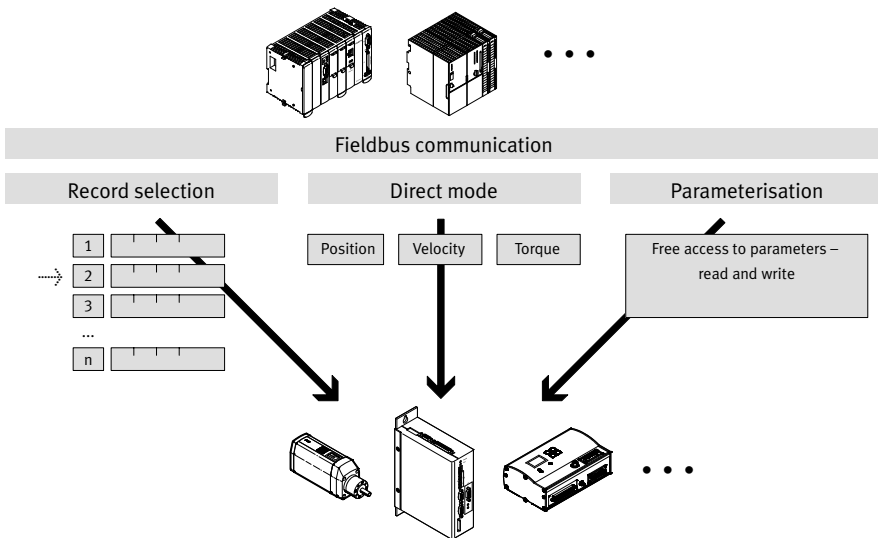 Fieldbus communication
Record selection
Direct mode
Parameterisation
1
2
3
...
n
Position
Velocity
Torque
Free access to parameters –
read and write